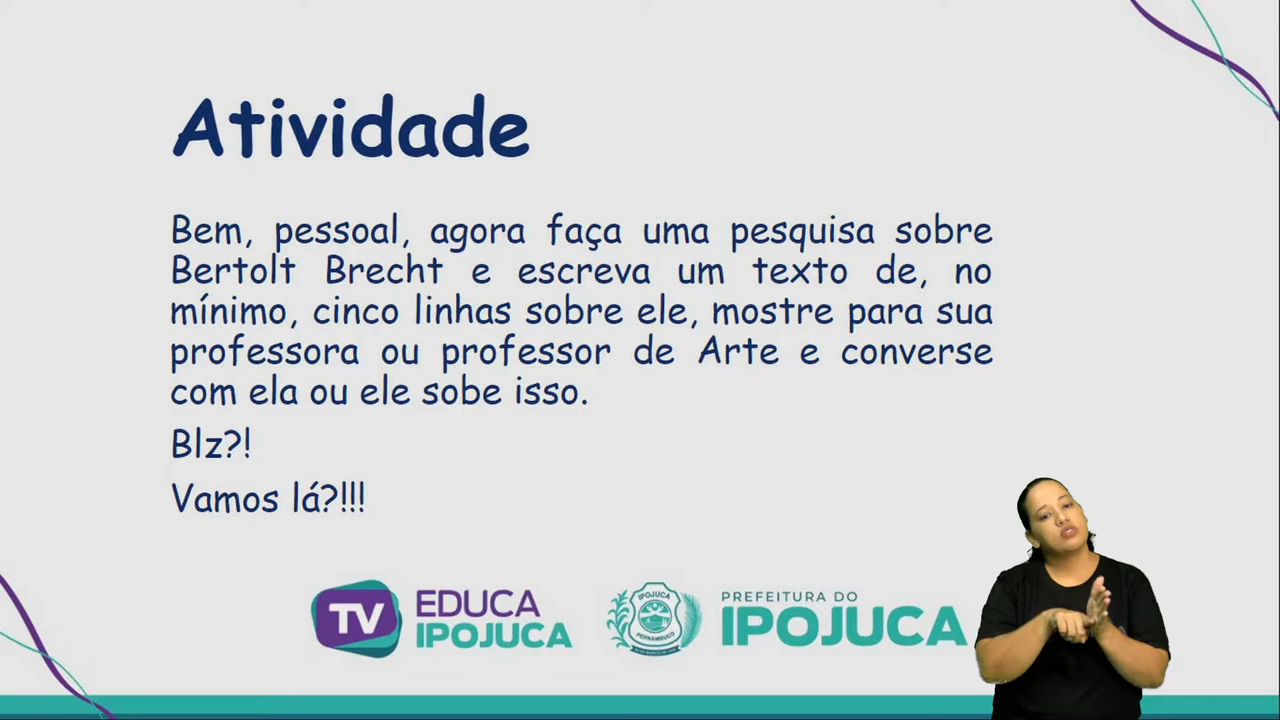 Atividade
Bem, pessoal, agora faça uma pesquisa sobre
Bertolt Brecht e escreva um texto de, no
mínimo, cinco linhas sobre ele, mostre para sua
professora ou professor de Arte e converse
com ela ou ele sobe isso.
Blz?!
Vamos lá?!!!
TV EDUCA
IPOJUCA
IPOJUCA
PERNAMBUCO
PREFEITURA DO
IPOJUCA